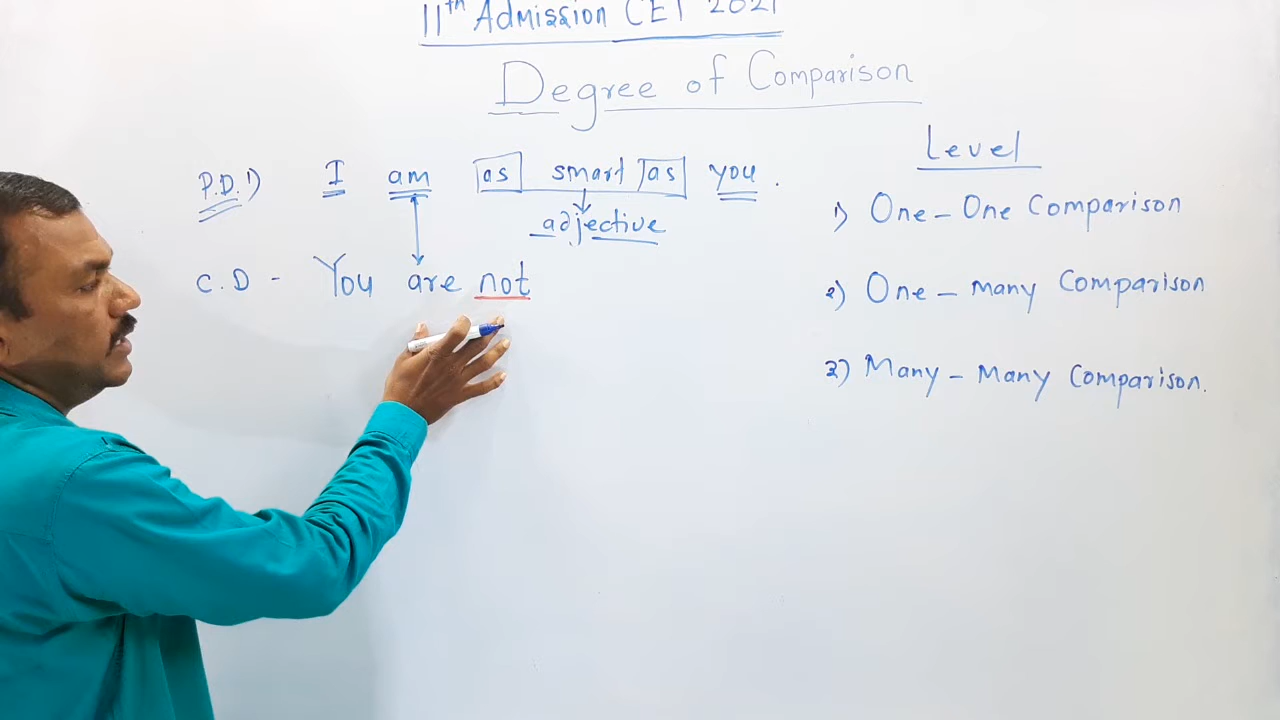 11th Admission CET 2021
Degree of Comparison
P.D. 1) I am as smart as you.
adjective
C.D - You are not
Level
1) One - One Comparison
2) One - Many Comparison
3) Many - Many Comparison.